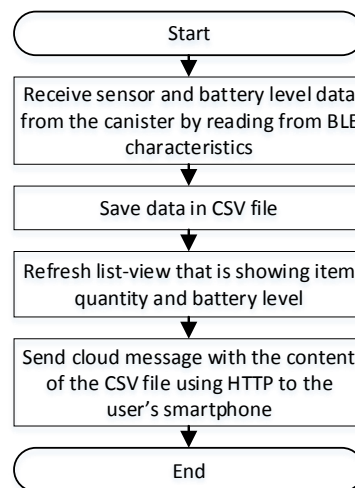 Start
Receive sensor and battery level data
from the canister by reading from BLE
characteristics
Save data in CSV file
Refresh list-view that is showing item
quantity and battery level
Send cloud message with the content
of the CSV file using HTTP to the
user’s smartphone
End